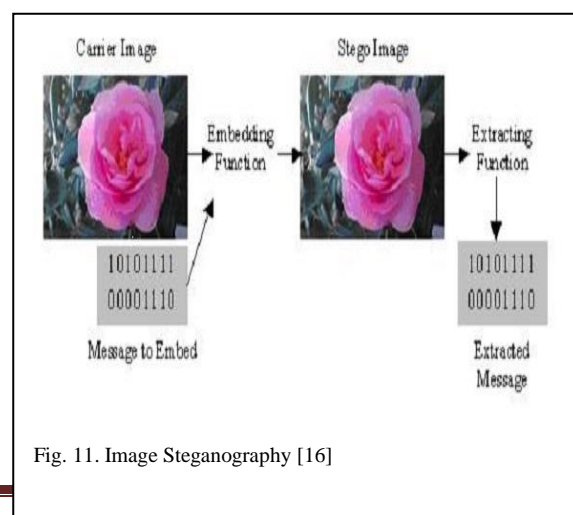 Carrier Image
Stego Image
Embedding
Function
Extracting
Function
10101111
00001110
Message to Embed
10101111
00001110
Extracted
Message
Fig. 11. Image Steganography [16]